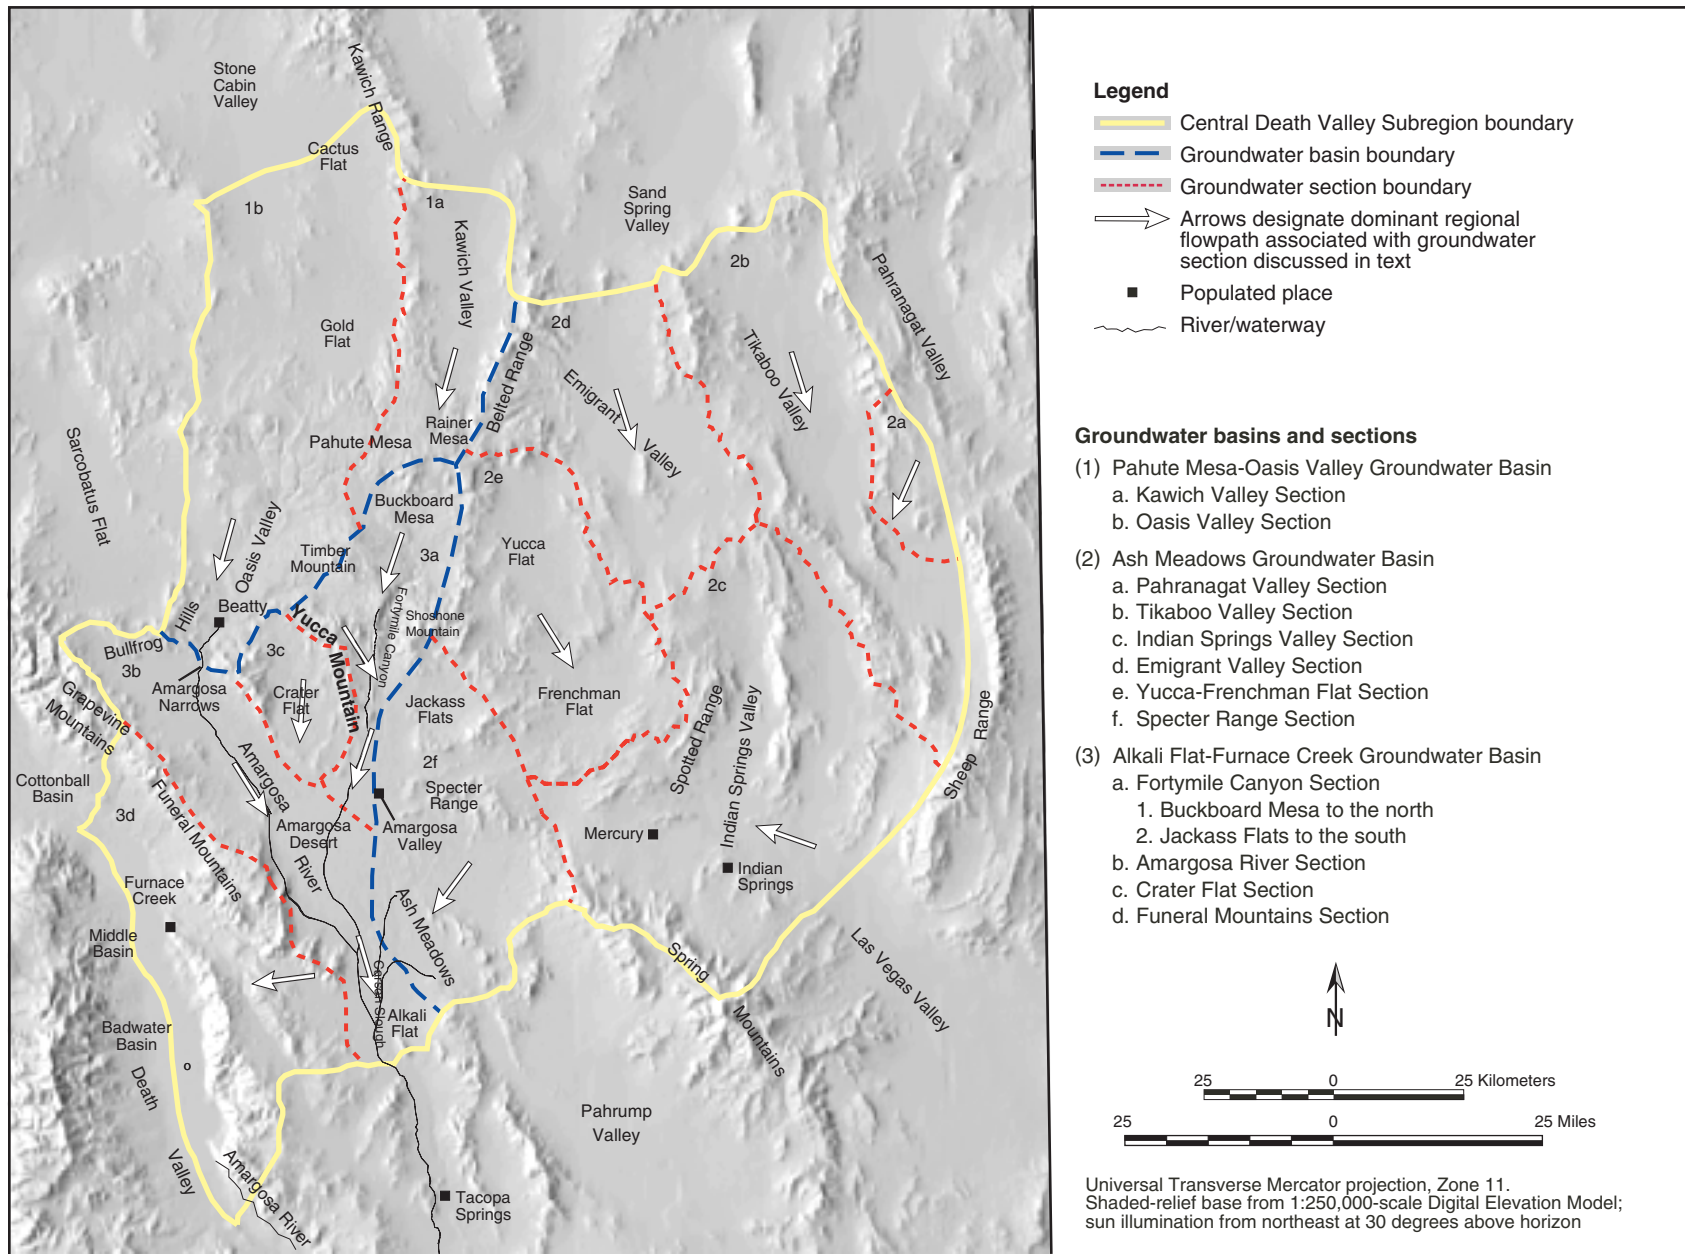 Stone
Cabin
Valley
Kawich Range
Cactus
Flat
1b
1a
Sand
Spring
Valley
Kawich Valley
2b
Pahranagat Valley
Gold
Flat
2d
Belted Range
Tikaboo Valley
Emigrant
Valley
2a
Rainer
Mesa
Pahute Mesa
Sarcobatus Flat
2e
Buckboard
Mesa
Oasis Valley
Timber
Mountain
3a
Yucca
Flat
2c
Fortymile Canyon
Shoshone
Mountain
Beatty
Hills
Bullfrog
Yucca
Mountain
3b
3c
Amargosa
Narrows
Grapevine
Mountains
Crater
Flat
Jackass
Flats
Frenchman
Flat
Spotted Range
Indian Springs Valley
Sheep Range
Cottonball
Basin
Amargosa
River
2f
Specter
Range
3d
Funeral Mountains
Amargosa
Desert
Amargosa
Valley
Mercury
Indian
Springs
Furnace
Creek
Ash Meadows
Middle
Basin
Spring
Mountains
Las Vegas Valley
Carson Slough
Alkali
Flat
Badwater
Basin
Death
Valley
Pahrump
Valley
Amargosa River
Tacopa
Springs
Legend
Central Death Valley Subregion boundary
Groundwater basin boundary
Groundwater section boundary
Arrows designate dominant regional
flowpath associated with groundwater
section discussed in text
Populated place
River/waterway
Groundwater basins and sections
(1) Pahute Mesa-Oasis Valley Groundwater Basin
a. Kawich Valley Section
b. Oasis Valley Section
(2) Ash Meadows Groundwater Basin
a. Pahranagat Valley Section
b. Tikaboo Valley Section
c. Indian Springs Valley Section
d. Emigrant Valley Section
e. Yucca-Frenchman Flat Section
f. Specter Range Section
(3) Alkali Flat-Furnace Creek Groundwater Basin
a. Fortymile Canyon Section
1. Buckboard Mesa to the north
2. Jackass Flats to the south
b. Amargosa River Section
c. Crater Flat Section
d. Funeral Mountains Section
N
25 0 25 Kilometers
25 0 25 Miles
Universal Transverse Mercator projection, Zone 11.
Shaded-relief base from 1:250,000-scale Digital Elevation Model;
sun illumination from northeast at 30 degrees above horizon